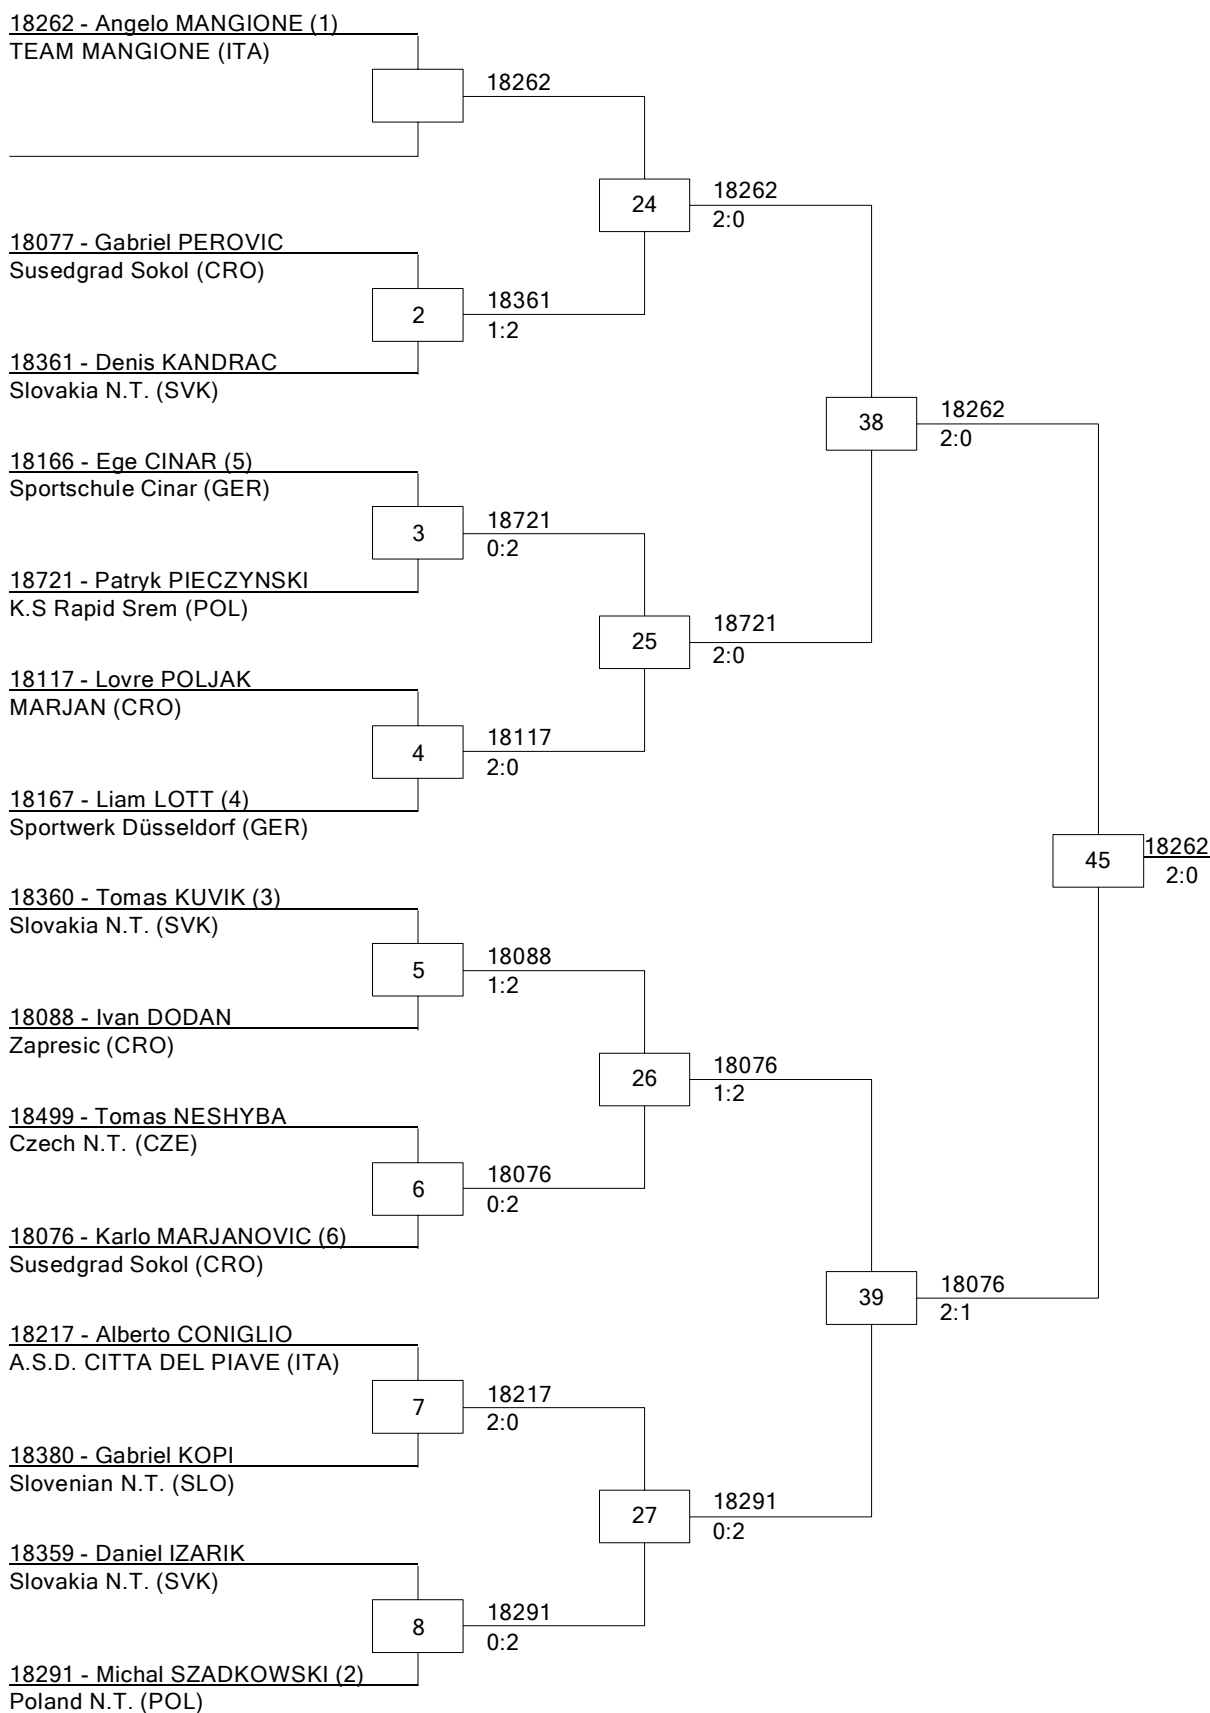 18262 - Angelo MANGIONE (1)
TEAM MANGIONE (ITA)
18262
24
18262
2:0
18077 - Gabriel PEROVIC
Susedgrad Sokol (CRO)
2
18361
1:2
18361 - Denis KANDRAC
Slovakia N.T. (SVK)
38
18262
2:0
18166 - Ege CINAR (5)
Sportschule Cinar (GER)
3
18721
0:2
18721 - Patryk PIECZYNSKI
K.S Rapid Srem (POL)
25
18721
2:0
18117 - Lovre POLJAK
MARJAN (CRO)
4
18117
2:0
18167 - Liam LOTT (4)
Sportwerk Düsseldorf (GER)
45
18262
2:0
18360 - Tomas KUVIK (3)
Slovakia N.T. (SVK)
5
18088
1:2
18088 - Ivan DODAN
Zapresic (CRO)
26
18076
1:2
18499 - Tomas NESHYBA
Czech N.T. (CZE)
6
18076
0:2
18076 - Karlo MARJANOVIC (6)
Susedgrad Sokol (CRO)
39
18076
2:1
18217 - Alberto CONIGLIO
A.S.D. CITTA DEL PIAVE (ITA)
7
18217
2:0
18380 - Gabriel KOPI
Slovenian N.T. (SLO)
27
18291
0:2
18359 - Daniel IZARIK
Slovakia N.T. (SVK)
8
18291
0:2
18291 - Michal SZADKOWSKI (2)
Poland N.T. (POL)